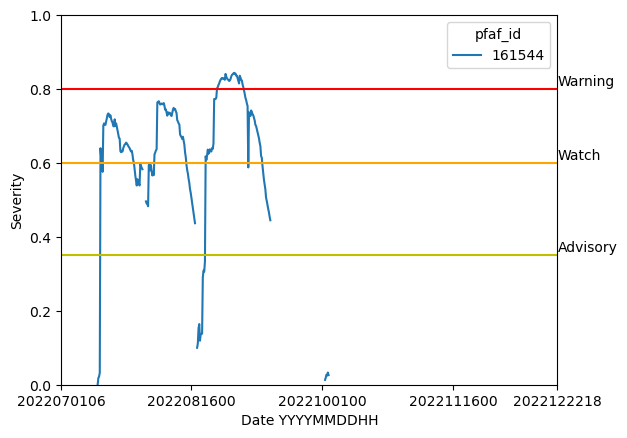 1.0
pfaf_id
161544
0.8
Warning
0.6
Watch
Severity
0.4
Advisory
0.2
0.0
2022070106 2022081600 2022100100 2022111600 2022122218
Date YYYYMMDDHH